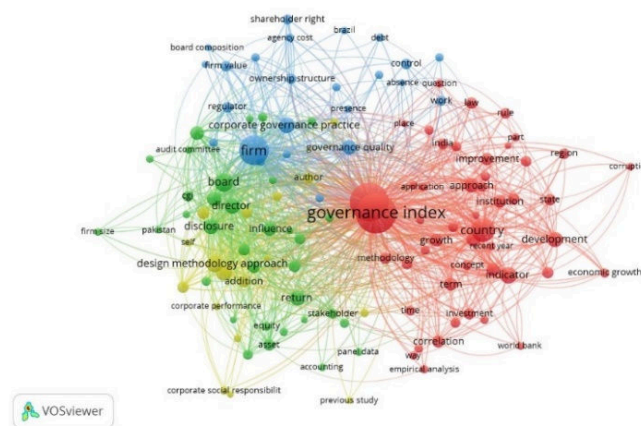 shareholder right
brazil
board composition
agency cost
debt
firm value
control
ownership structure
absence
question
regulator
presence
work
law
corporate governance practice
place
rule
firm
governance quality
india
part
audit committee
improvement
region
author
corruptio
board
application
approach
cg
director
institution
state
governance index
firm size
pakistan
disclosure
influence
country
self
growth
recent year
development
design methodology approach
methodology
concept
addition
indicator
economic growth
term
corporate performance
return
time
investment
stakeholder
equity
asset
correlation
world bank
panel data
way
accounting
empirical analysis
corporate social responsibilit
previous study
VOSviewer